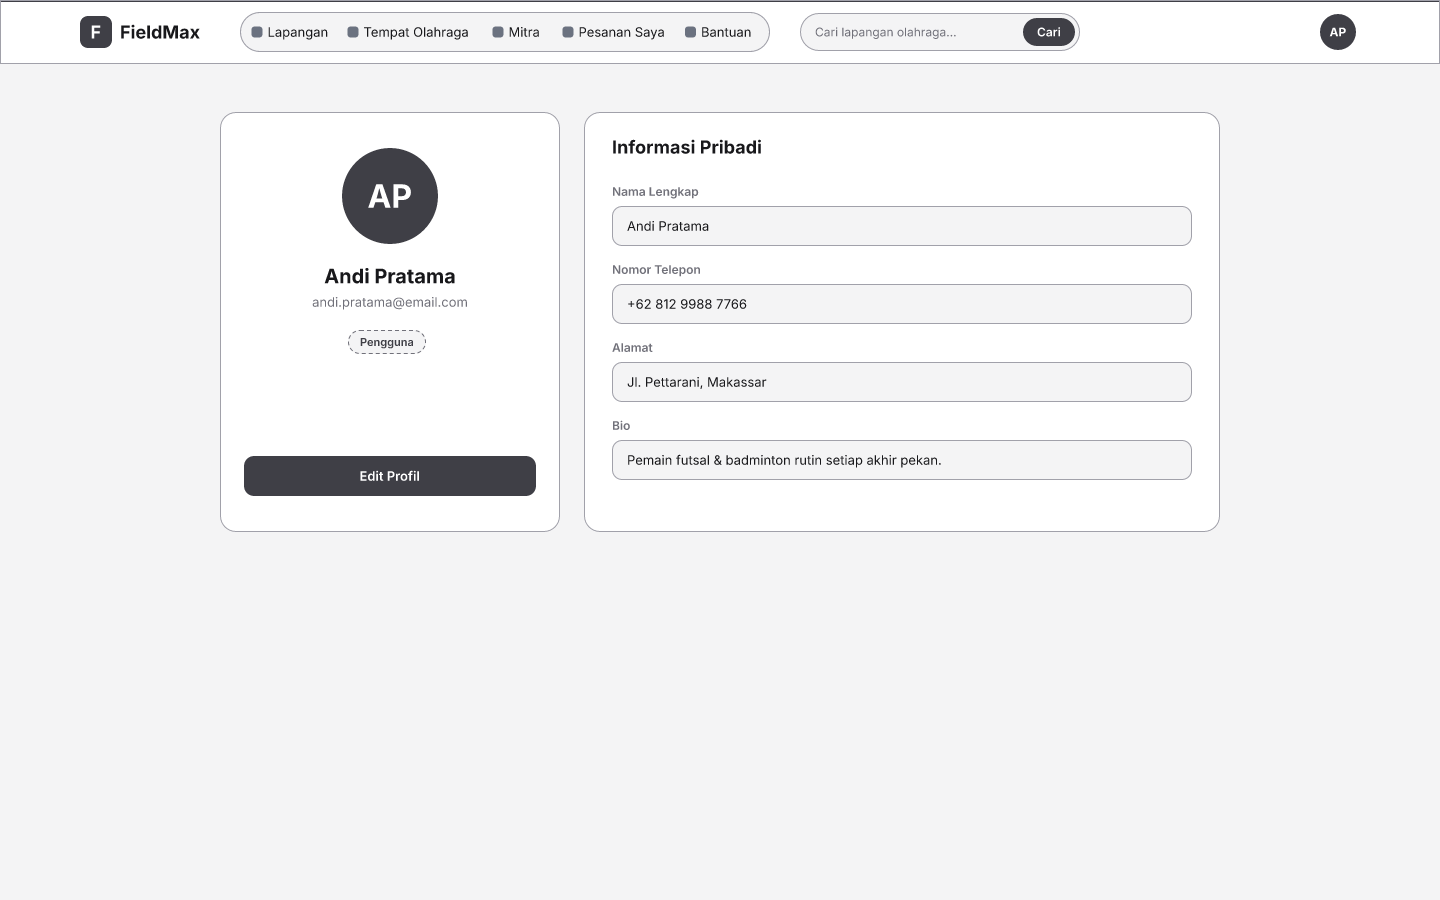 F FieldMax Lapangan Tempat Olahraga Mitra Pesanan Saya Bantuan Cari lapangan olahraga... Cari AP
AP
Andi Pratama
andi.pratama@email.com
Pengguna
Edit Profil
Informasi Pribadi
Nama Lengkap
Andi Pratama
Nomor Telepon
+62 812 9988 7766
Alamat
Jl. Pettarani, Makassar
Bio
Pemain futsal & badminton rutin setiap akhir pekan.